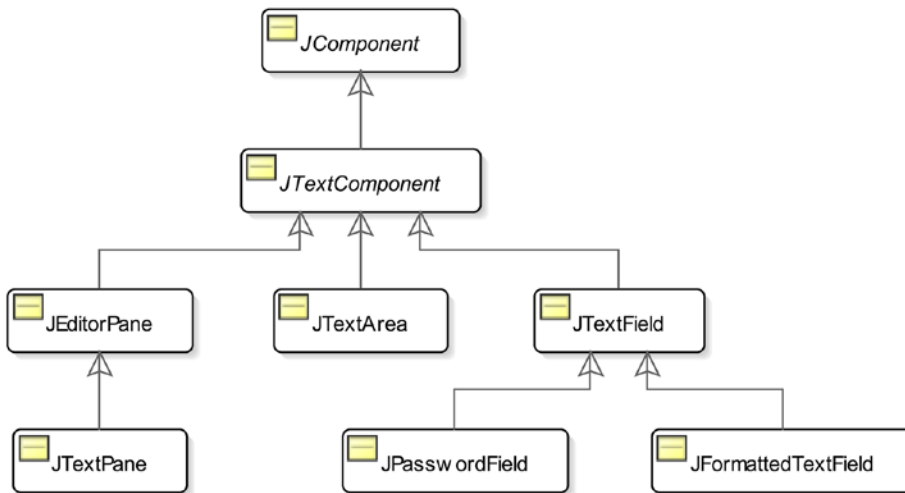 JComponent
JTextComponent
JEditorPane
JTextArea
JTextField
JTextPane
JPasswordField
JFormattedTextField